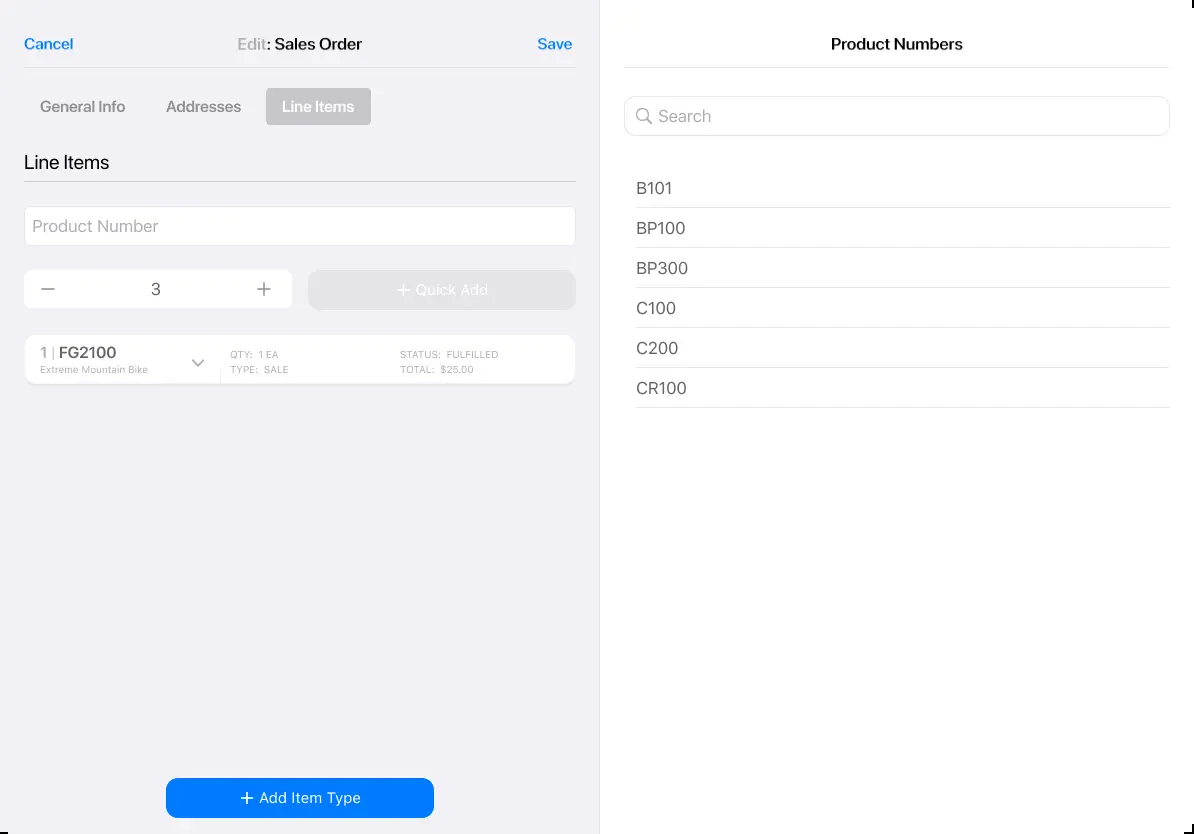 Cancel Edit: Sales Order Save
General Info Addresses Line Items
Line Items
Product Number
3 + Quick Add
1 | FG2100
Extreme Mountain Bike
QTY: 1 EA
TYPE: SALE
STATUS: FULFILLED
TOTAL: $25.00
+ Add Item Type
Product Numbers
Search
B101
BP100
BP300
C100
C200
CR100